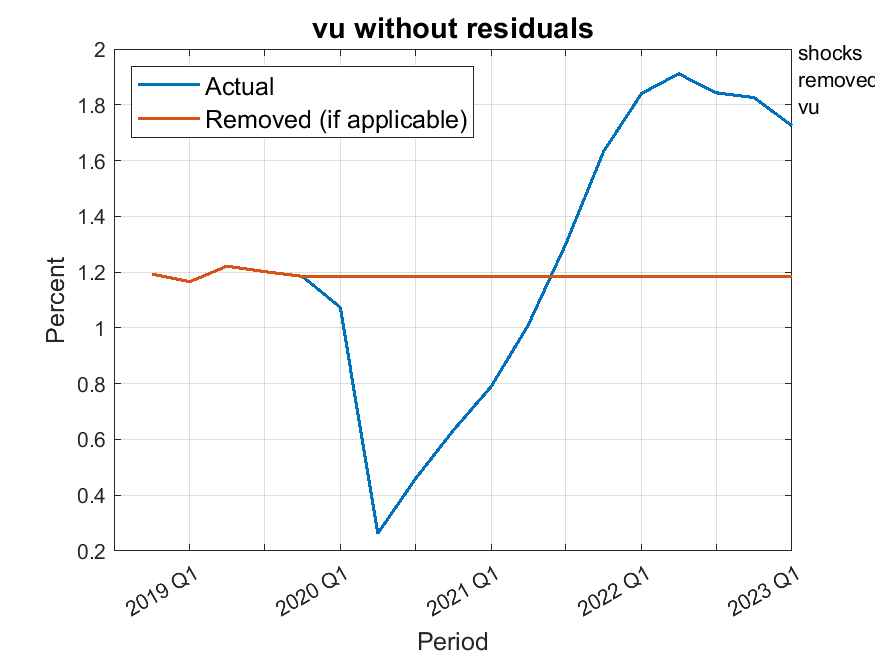 vu without residuals
2
1.8
1.6
1.4
1.2
1
0.8
0.6
0.4
0.2
Percent
Actual
Removed (if applicable)
shocks
removed
vu
2019 Q1
2020 Q1
2021 Q1
2022 Q1
2023 Q1
Period